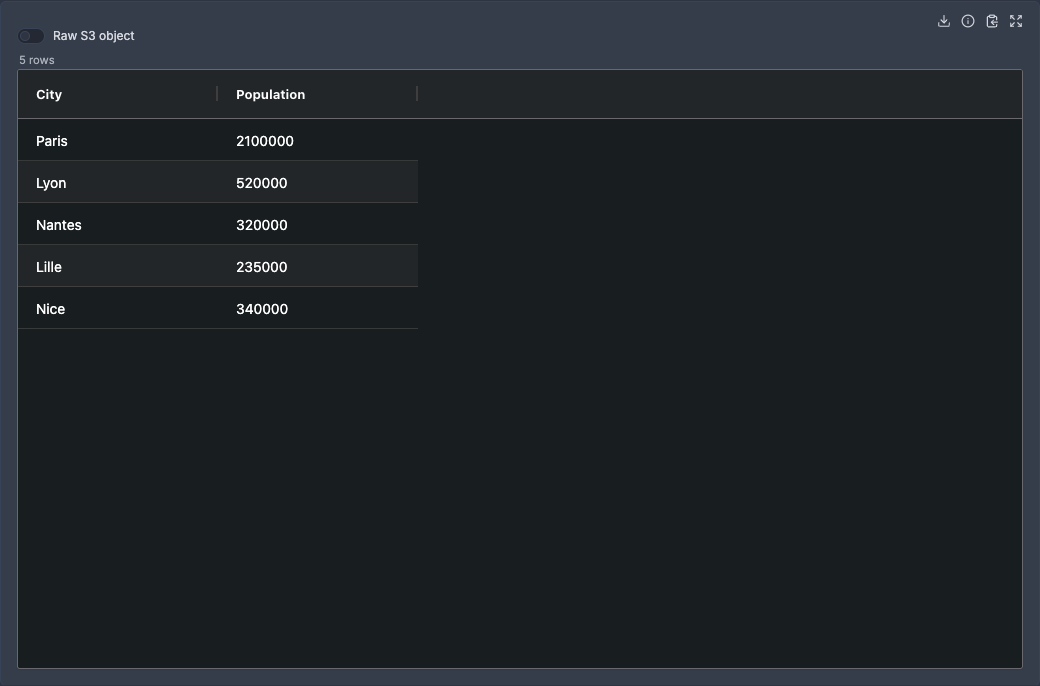 Raw S3 object
5 rows
City Population
Paris 2100000
Lyon 520000
Nantes 320000
Lille 235000
Nice 340000